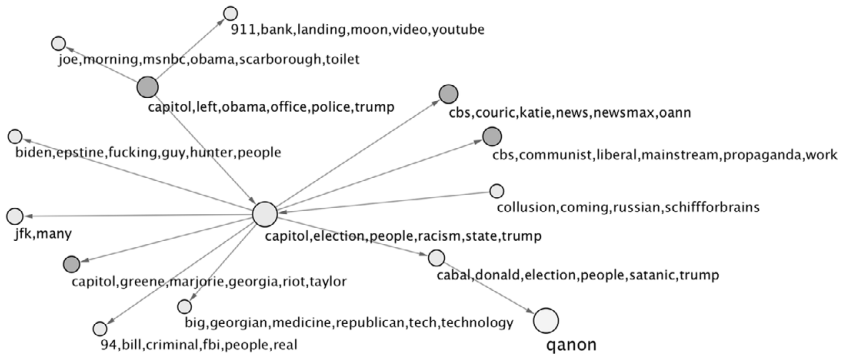 911,bank,landing,moon,video,youtube
joe,morning,msnbc,obama,scarborough,toilet
capitol,left,obama,office,police,trump
cbs,couric,katie,news,newsmax,oann
biden,epstine,fucking,guy,hunter,people
cbs,communist,liberal,mainstream,propaganda,work
collusion,coming,russian,schiffforbrains
jfk,many
capitol,election,people,racism,state,trump
capitol,greene,marjorie,georgia,riot,taylor
cabal,donald,election,people,satanic,trump
big,georgian,medicine,republican,tech,technology
94,bill,criminal,fbi,people,real
qanon